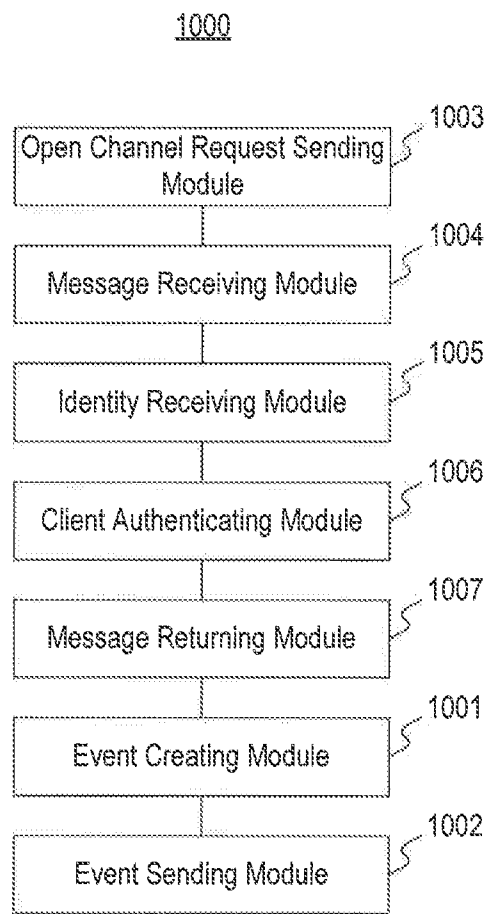 1000
1003
Open Channel Request Sending
Module
1004
Message Receiving Module
1005
Identity Receiving Module
1006
Client Authenticating Module
1007
Message Returning Module
1001
Event Creating Module
1002
Event Sending Module